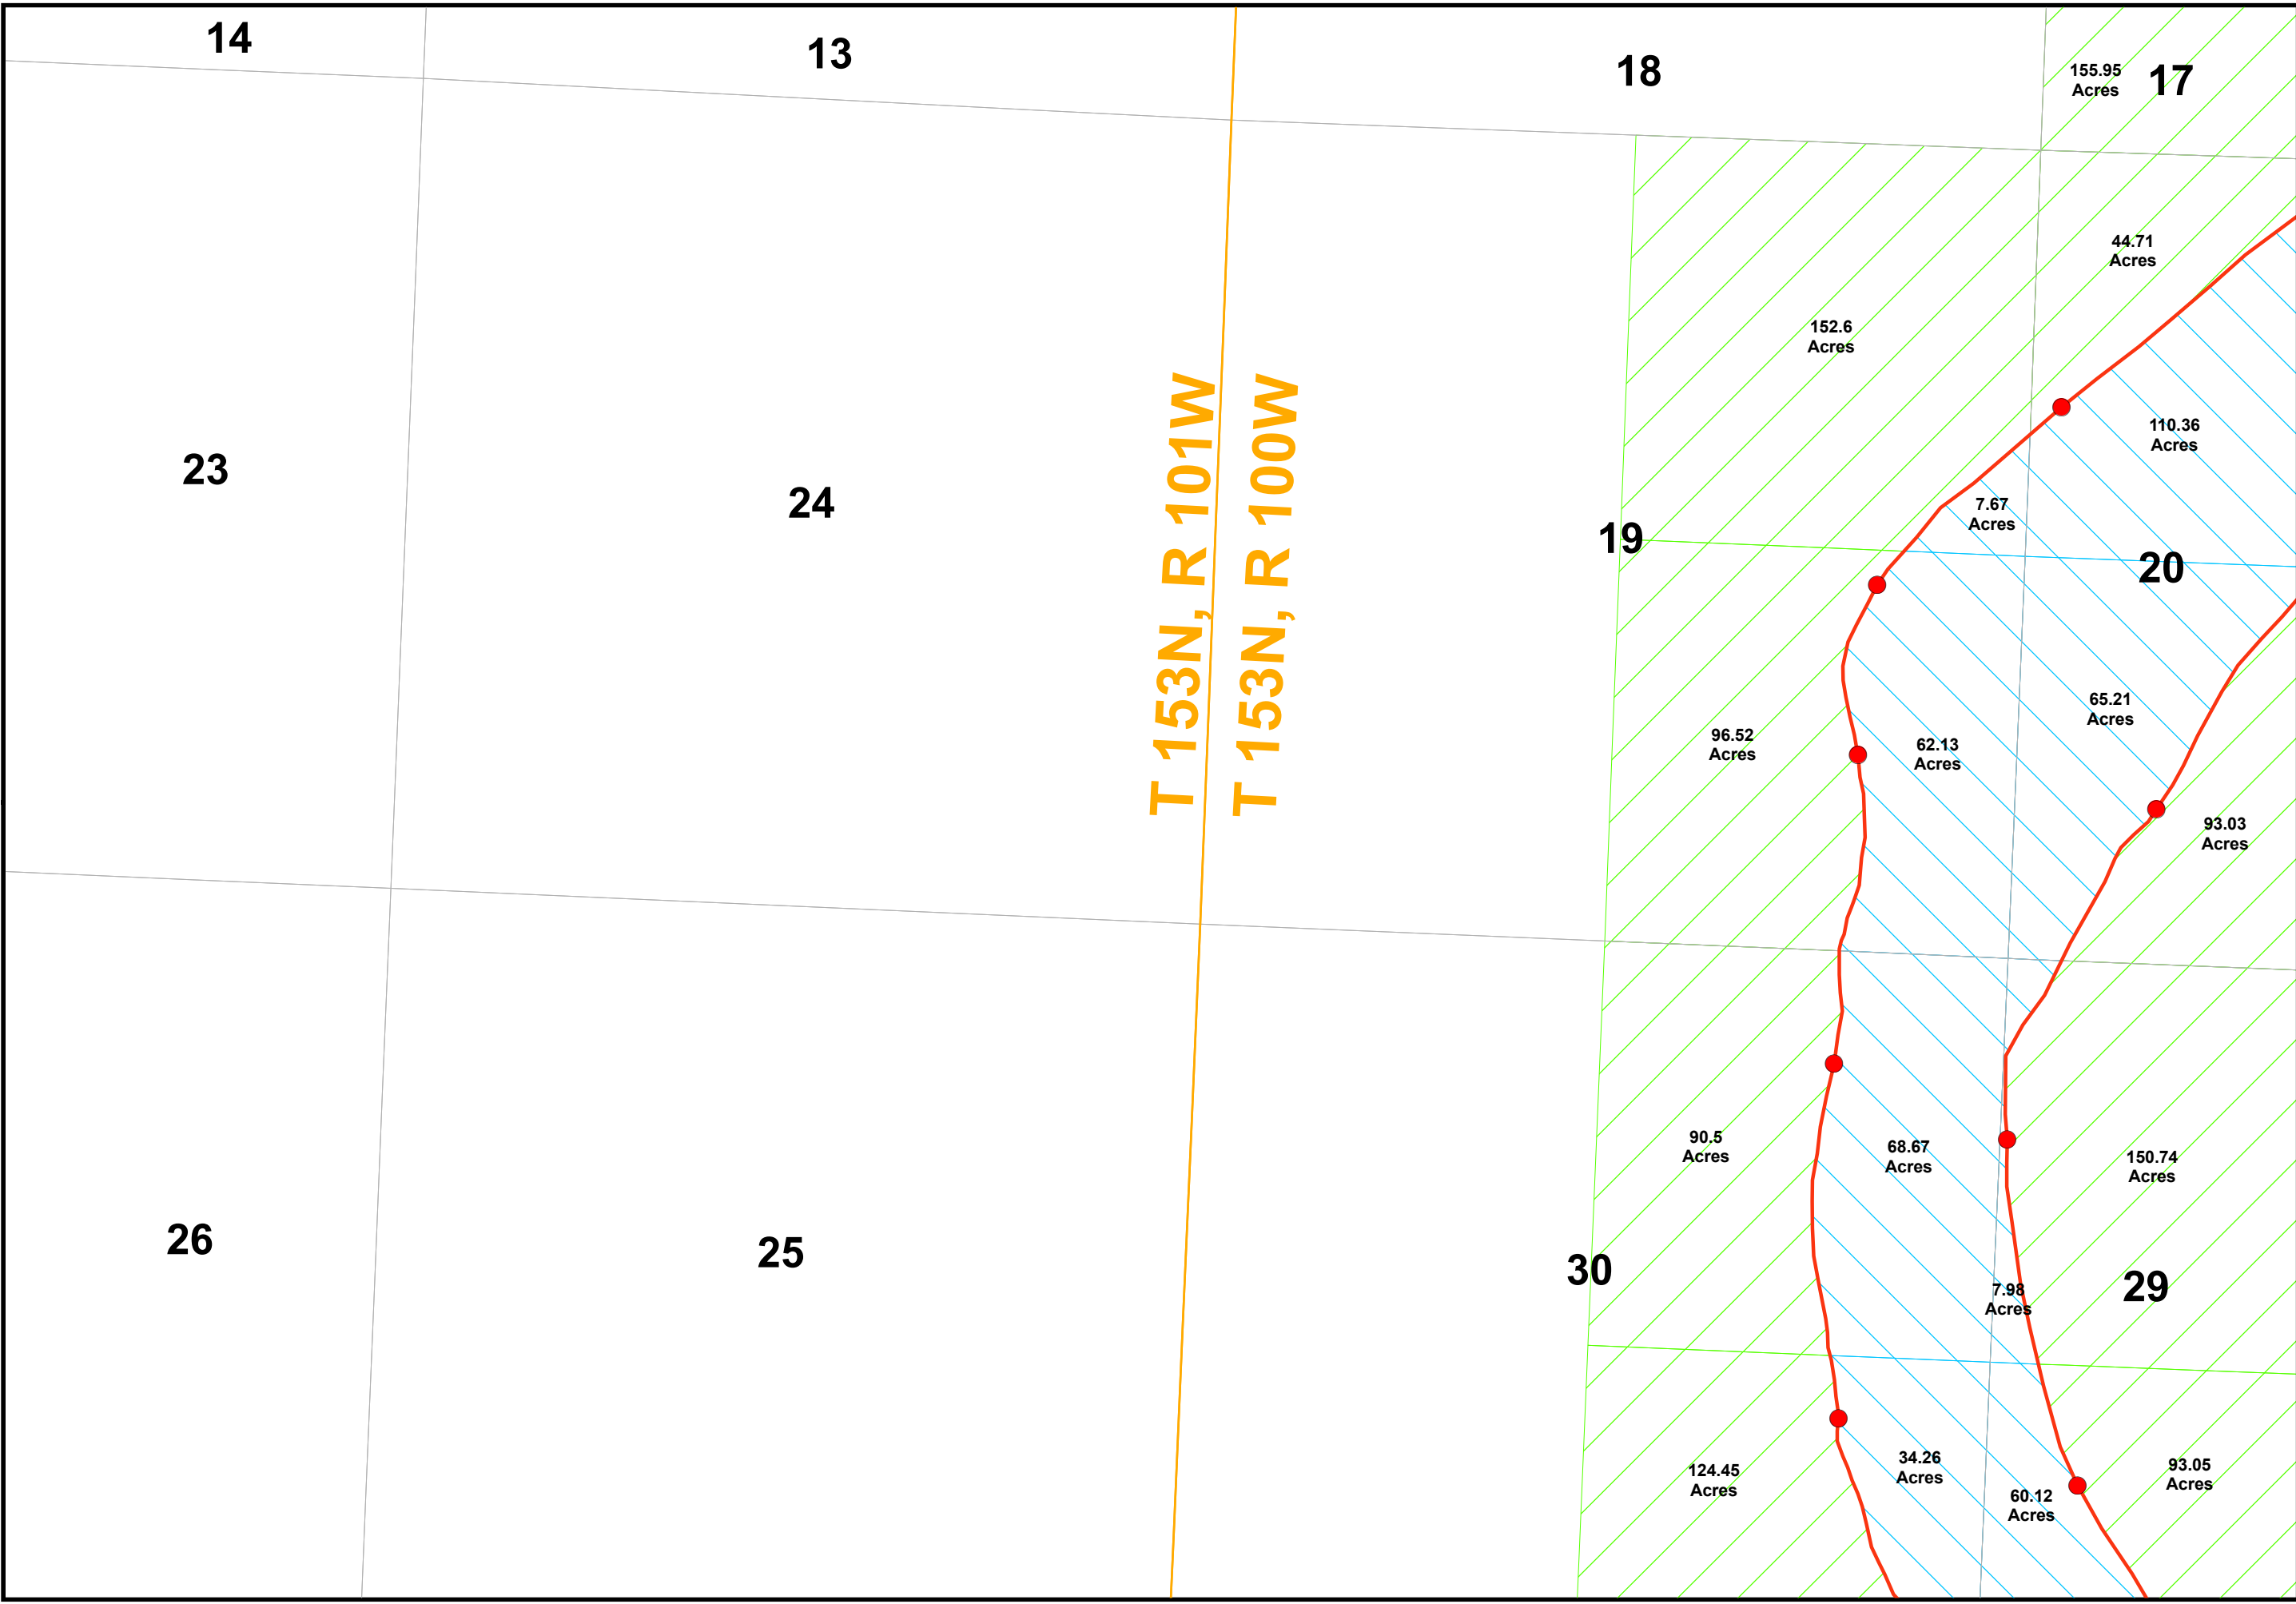 14
13
18
17
155.95
Acres
44.71
Acres
152.6
Acres
110.36
Acres
23
24
T 153N, R 101W
T 153N, R 100W
19
7.67
Acres
20
96.52
Acres
62.13
Acres
65.21
Acres
93.03
Acres
26
25
30
90.5
Acres
68.67
Acres
150.74
Acres
7.98
Acres
29
124.45
Acres
34.26
Acres
60.12
Acres
93.05
Acres